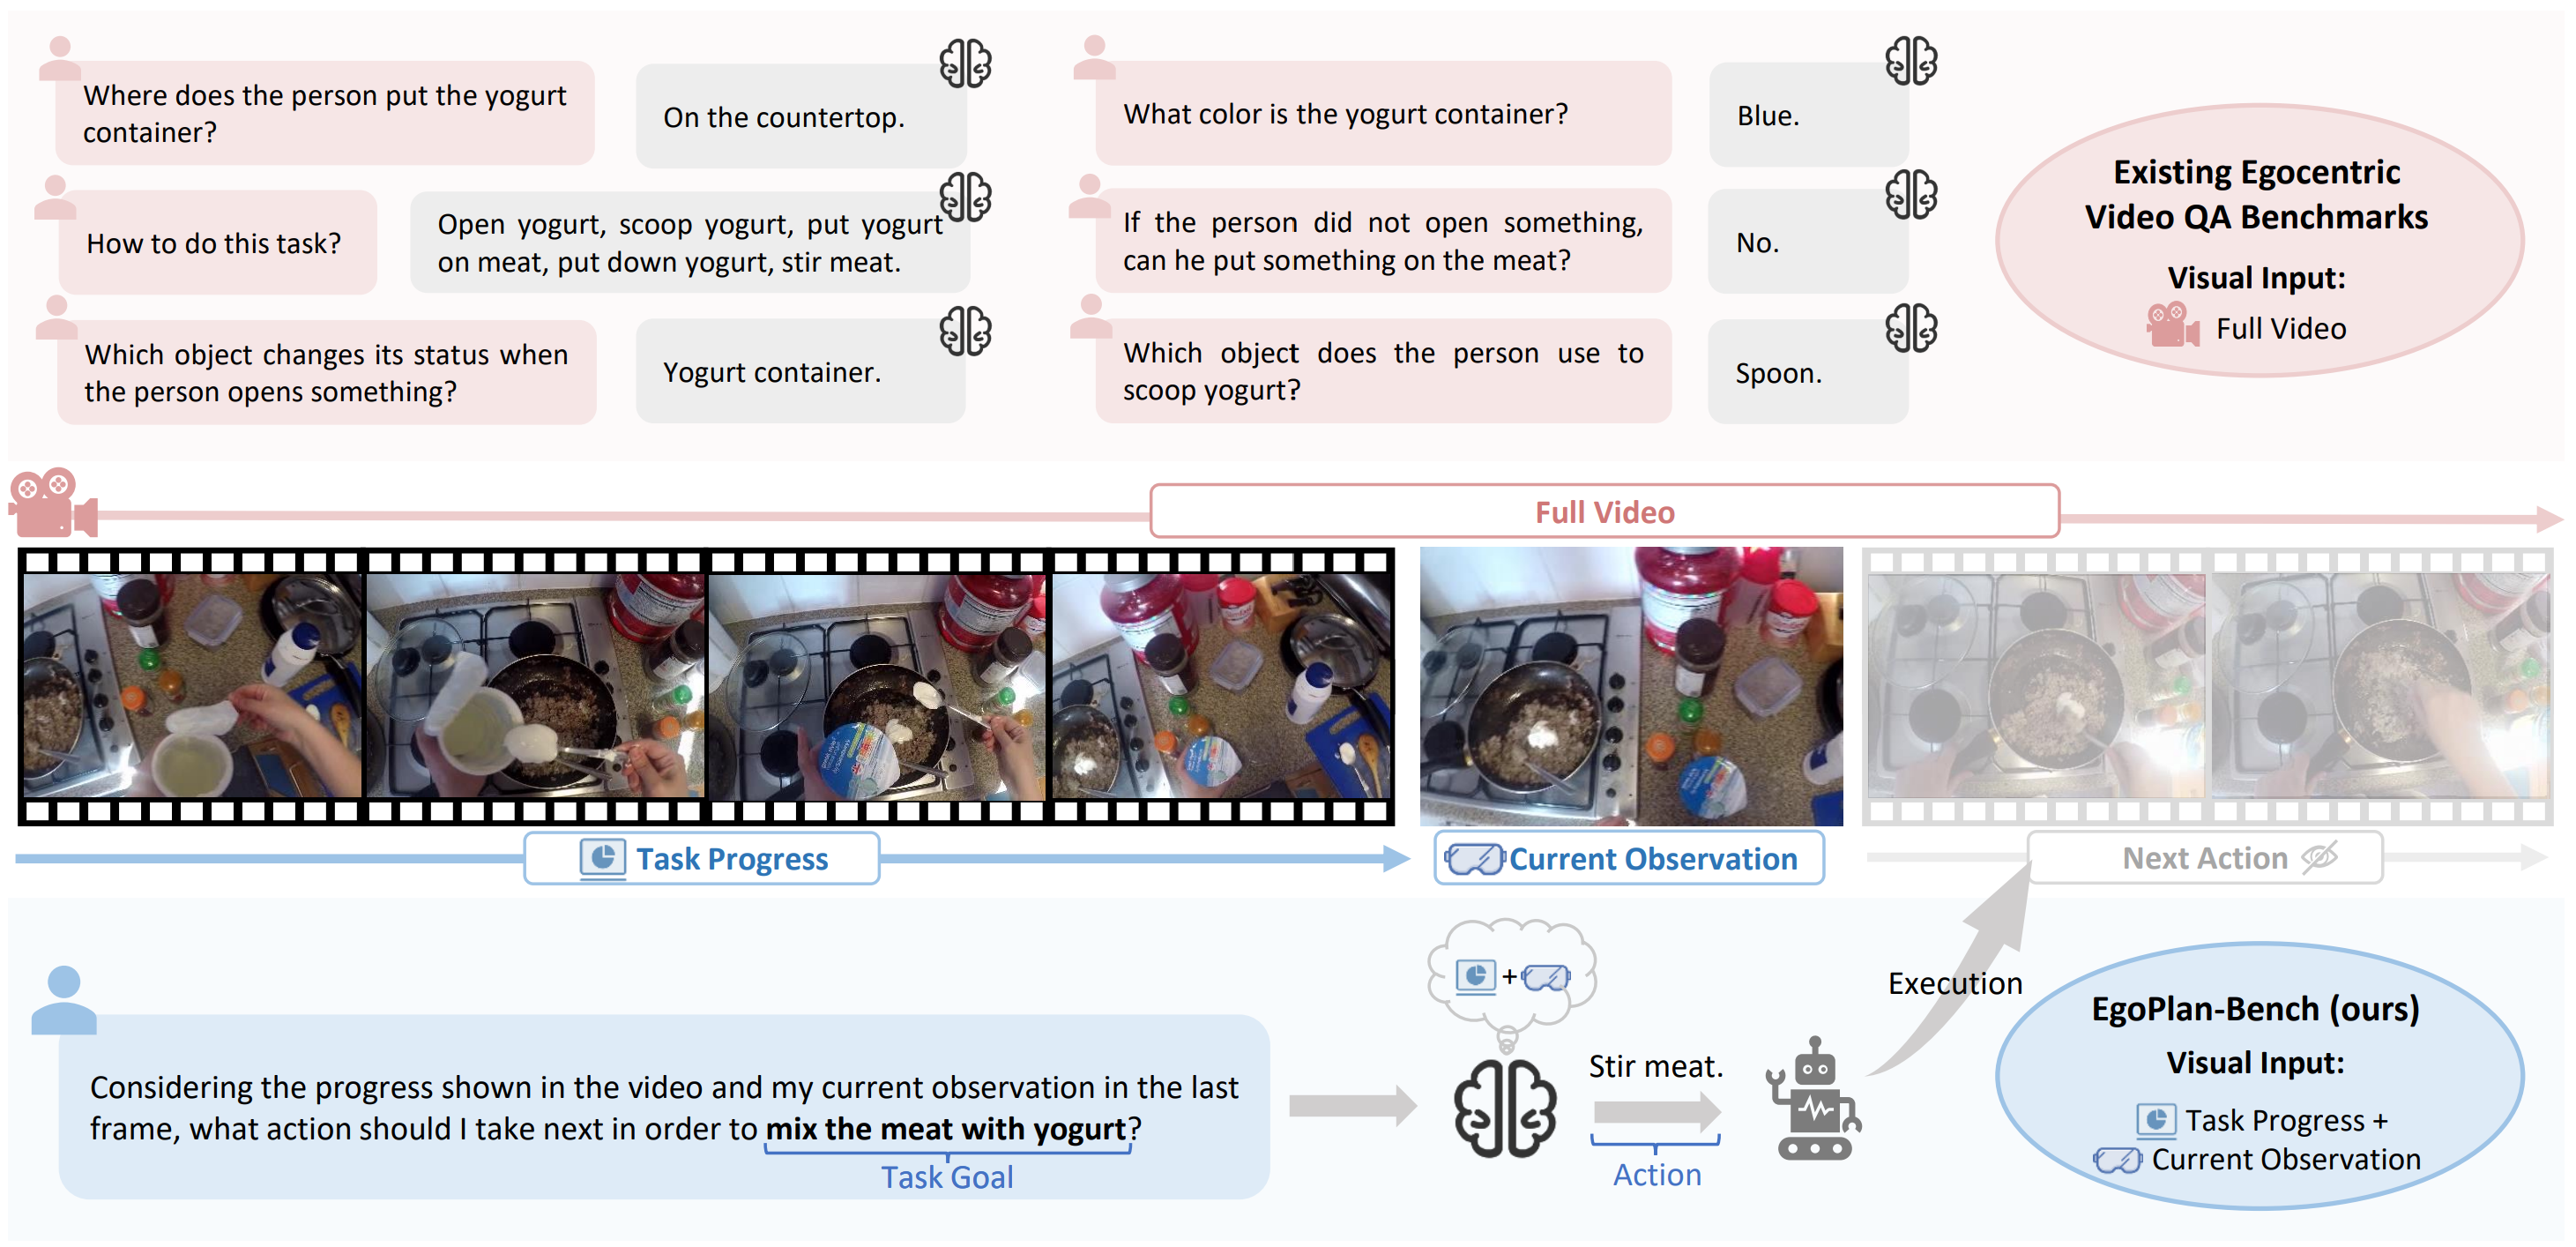 Where does the person put the yogurt
container?
On the countertop.
What color is the yogurt container?
Blue.
How to do this task?
Open yogurt, scoop yogurt, put yogurt
on meat, put down yogurt, stir meat.
If the person did not open something,
can he put something on the meat?
No.
Which object changes its status when
the person opens something?
Yogurt container.
Which object does the person use to
scoop yogurt?
Spoon.
Existing Egocentric
Video QA Benchmarks
Visual Input:
Full Video
Full Video
Task Progress
Current Observation
Next Action
Considering the progress shown in the video and my current observation in the last
frame, what action should I take next in order to mix the meat with yogurt?
Task Goal
+
Stir meat.
Action
Execution
EgoPlan-Bench (ours)
Visual Input:
Task Progress +
Current Observation